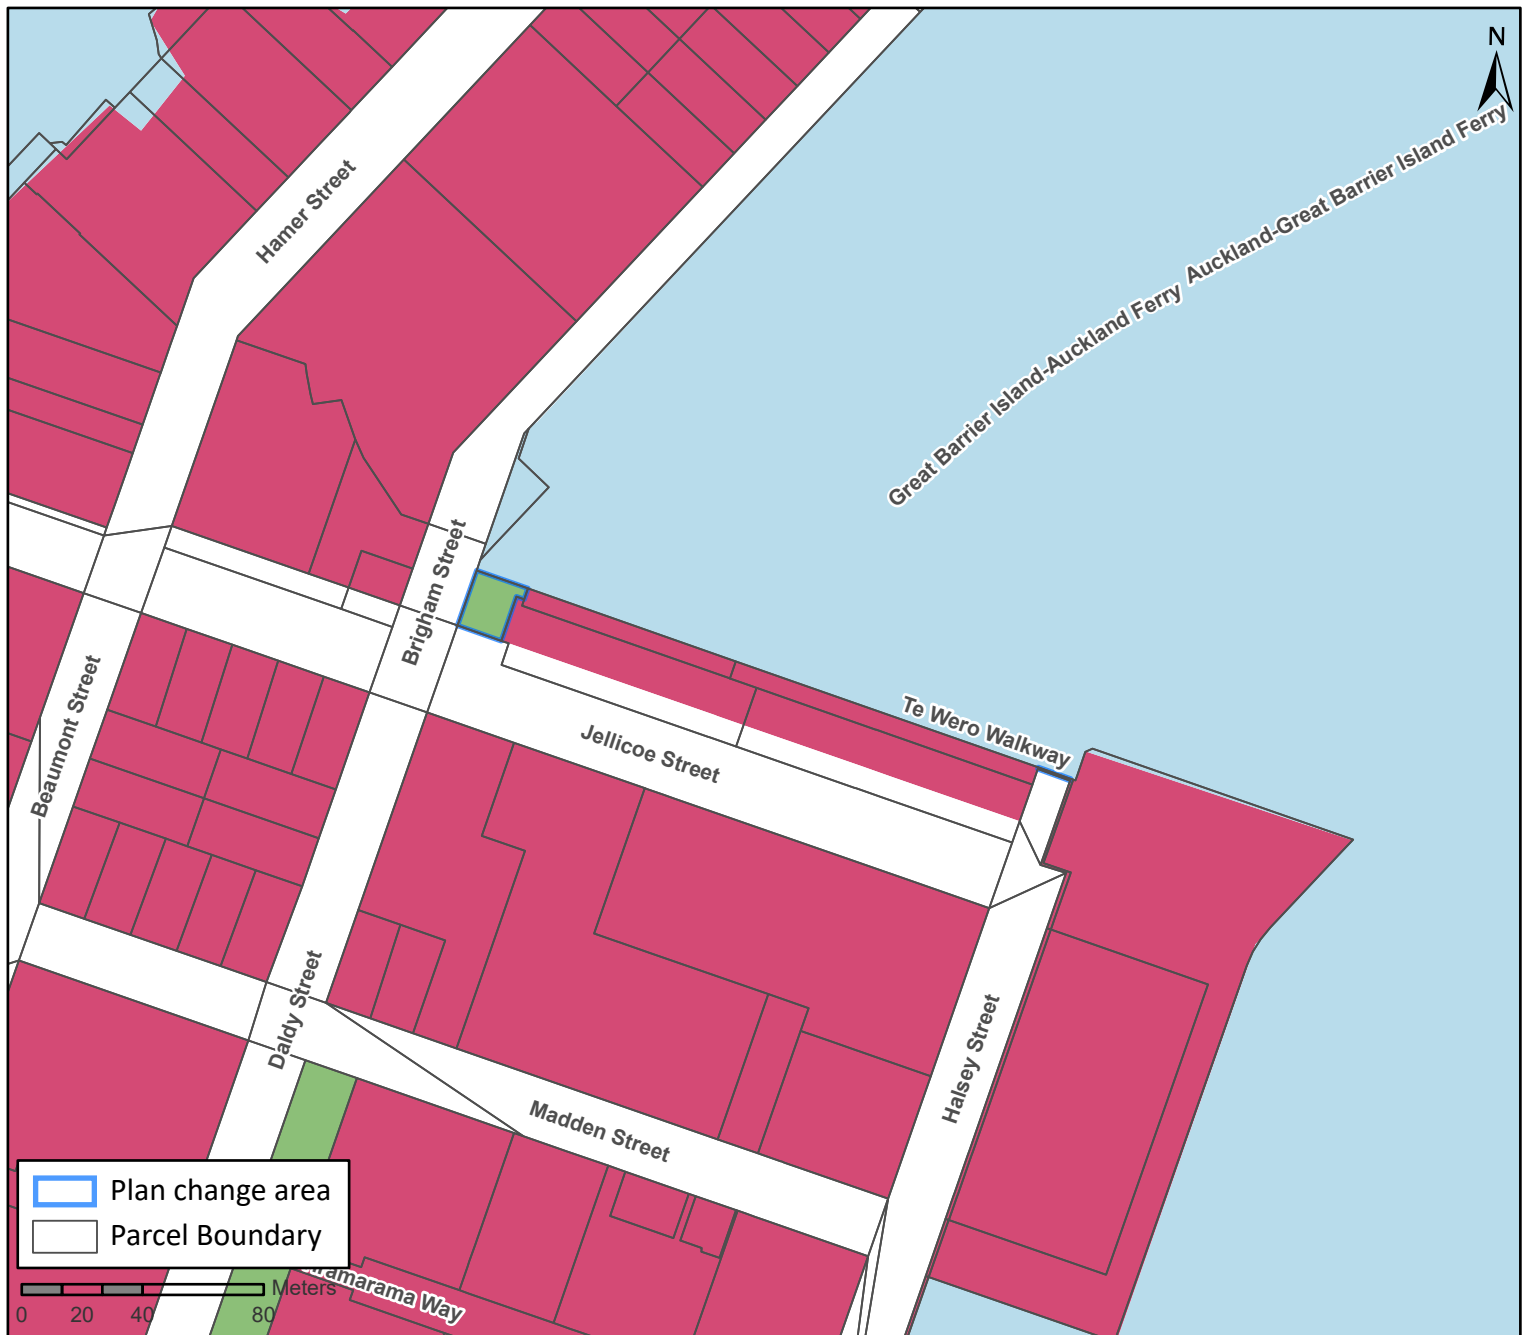 N
Auckland-Great Barrier Island Ferry
Hamer Street
Great Barrier Island-Auckland Ferry
Brigham Street
Beaumont Street
Te Wero Walkway
Jellicoe Street
Daldy Street
Halsey Street
Madden Street
Plan change area
Parcel Boundary
Way
Meters
0 20 40 80